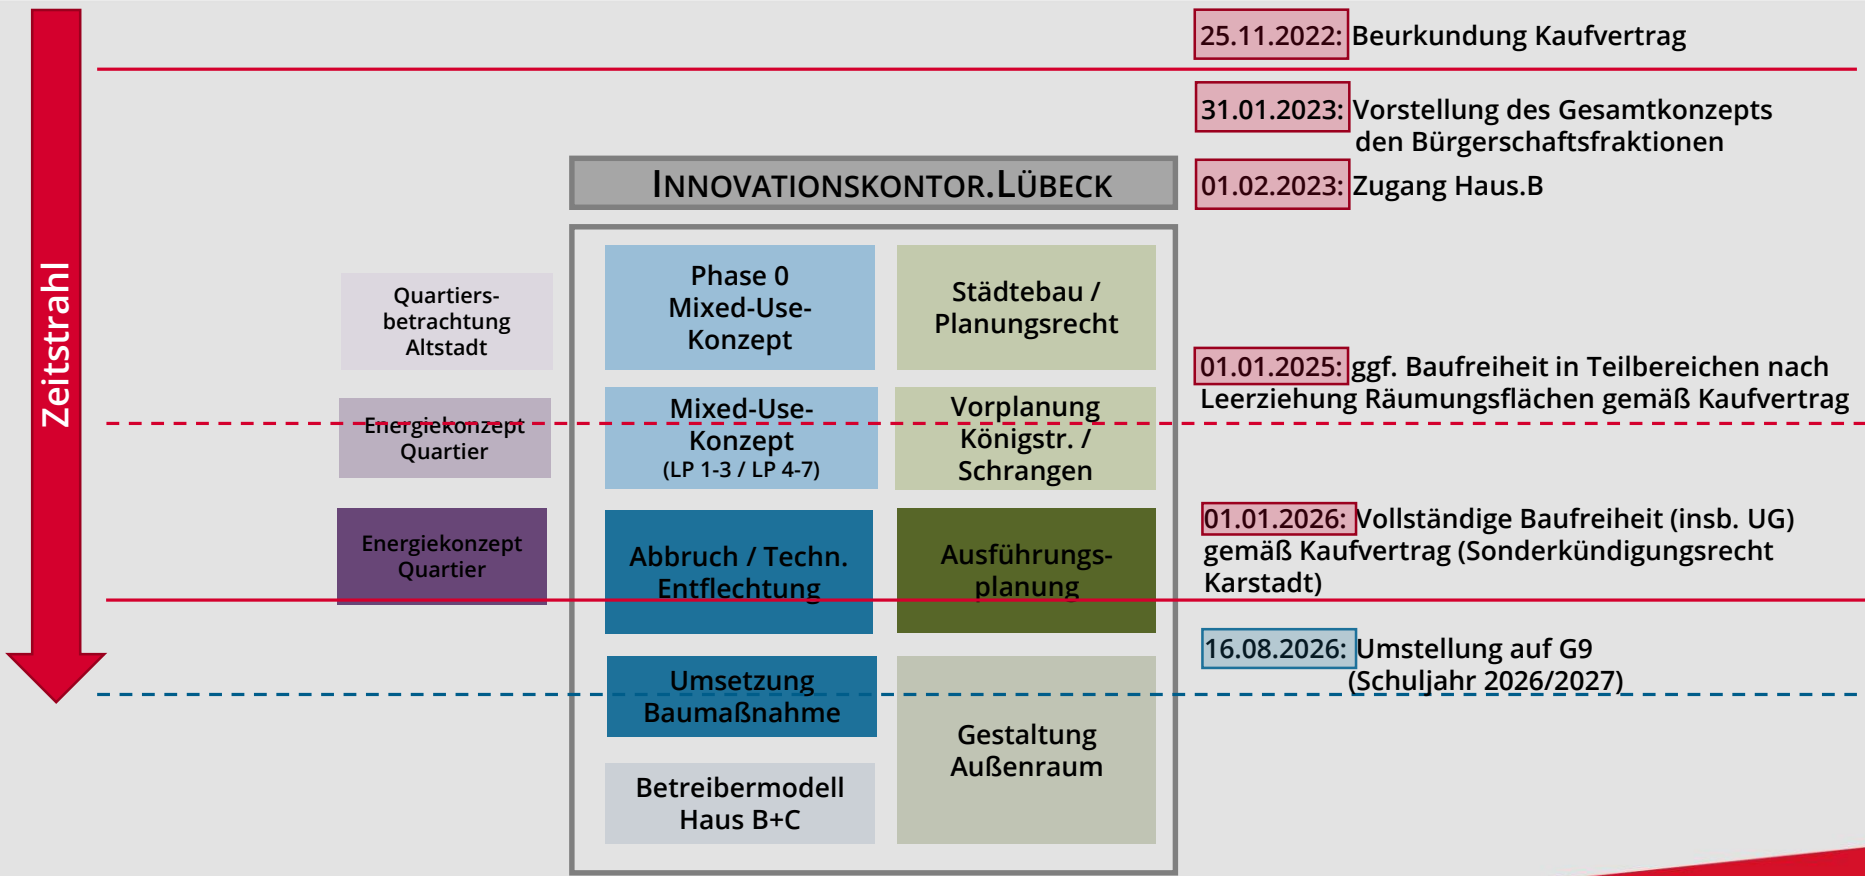 Zeitstrahl
25.11.2022: Beurkundung Kaufvertrag
31.01.2023: Vorstellung des Gesamtkonzepts
den Bürgerschaftsfraktionen
01.02.2023: Zugang Haus.B
INNOVATIONSKONTOR.LÜBECK
Quartiers-
betrachtung
Altstadt
Phase 0
Mixed-Use-
Konzept
Städtebau /
Planungsrecht
01.01.2025: ggf. Baufreiheit in Teilbereichen nach
Leerziehung Räumungsflächen gemäß Kaufvertrag
Energiekonzept
Quartier
Mixed-Use-
Konzept
(LP 1-3 / LP 4-7)
Vorplanung
Königstr. /
Schrangen
01.01.2026: Vollständige Baufreiheit (insb. UG)
gemäß Kaufvertrag (Sonderkündigungsrecht
Karstadt)
Energiekonzept
Quartier
Abbruch / Techn.
Entflechtung
Ausführungs-
planung
16.08.2026: Umstellung auf G9
(Schuljahr 2026/2027)
Umsetzung
Baumaßnahme
Gestaltung
Außenraum
Betreibermodell
Haus B+C